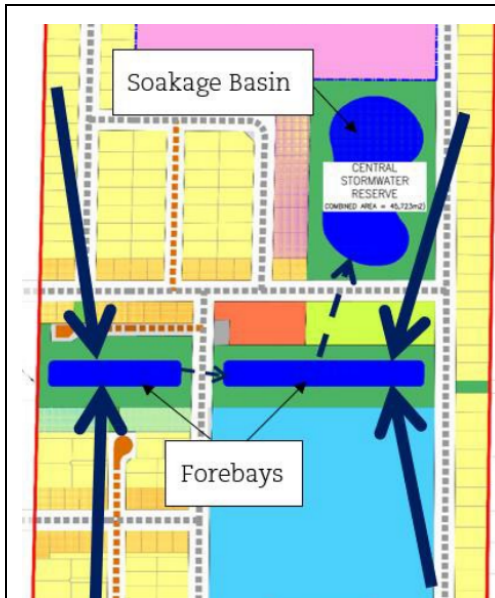 Soakage Basin
CENTRAL
STORMWATER
RESERVE
COMBINED AREA = 45,723m2)
Forebays